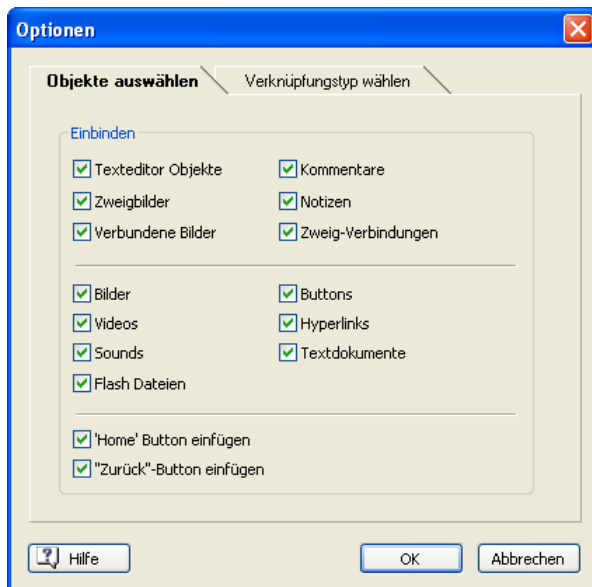 Optionen
Objekte auswählen
Verknüpfungstyp wählen
Einbinden
Texteditor Objekte
Kommentare
Zweigbilder
Notizen
Verbundene Bilder
Zweig-Verbindungen
Bilder
Buttons
Videos
Hyperlinks
Sounds
Textdokumente
Flash Dateien
'Home' Button einfügen
"Zurück"-Button einfügen
Hilfe
OK
Abbrechen